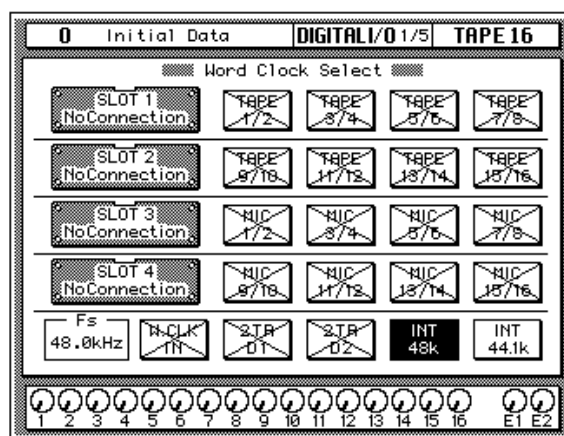 0 Initial Data DIGITAL I/O 1/5 TAPE 16
Word Clock Select
SLOT 1 NoConnection TAPE 1/2 TAPE 3/4 TAPE 5/6 TAPE 7/8
SLOT 2 NoConnection TAPE 9/10 TAPE 11/12 TAPE 13/14 TAPE 15/16
SLOT 3 NoConnection MIC 1/2 MIC 3/4 MIC 5/6 MIC 7/8
SLOT 4 NoConnection MIC 9/10 MIC 11/12 MIC 13/14 MIC 15/16
Fs 48.0kHz W.CLK IN 2TR D1 2TR D2 INT 48k INT 44.1k
1 2 3 4 5 6 7 8 9 10 11 12 13 14 15 16 E1 E2